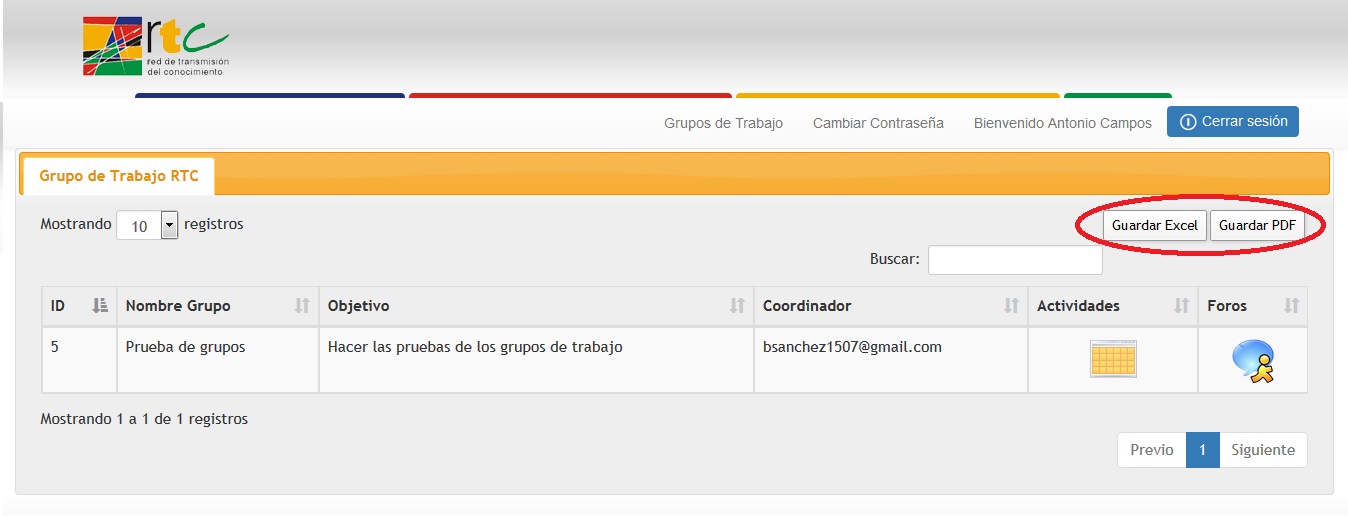 rtc
red de transmisión
del conocimiento
Grupos de Trabajo Cambiar Contraseña Bienvenido Antonio Campos Cerrar sesión
Grupo de Trabajo RTC
Mostrando 10 registros
Guardar Excel Guardar PDF
Buscar:
ID Nombre Grupo Objetivo Coordinador Actividades Foros
5 Prueba de grupos Hacer las pruebas de los grupos de trabajo bsanchez1507@gmail.com
Mostrando 1 a 1 de 1 registros
Previo 1 Siguiente